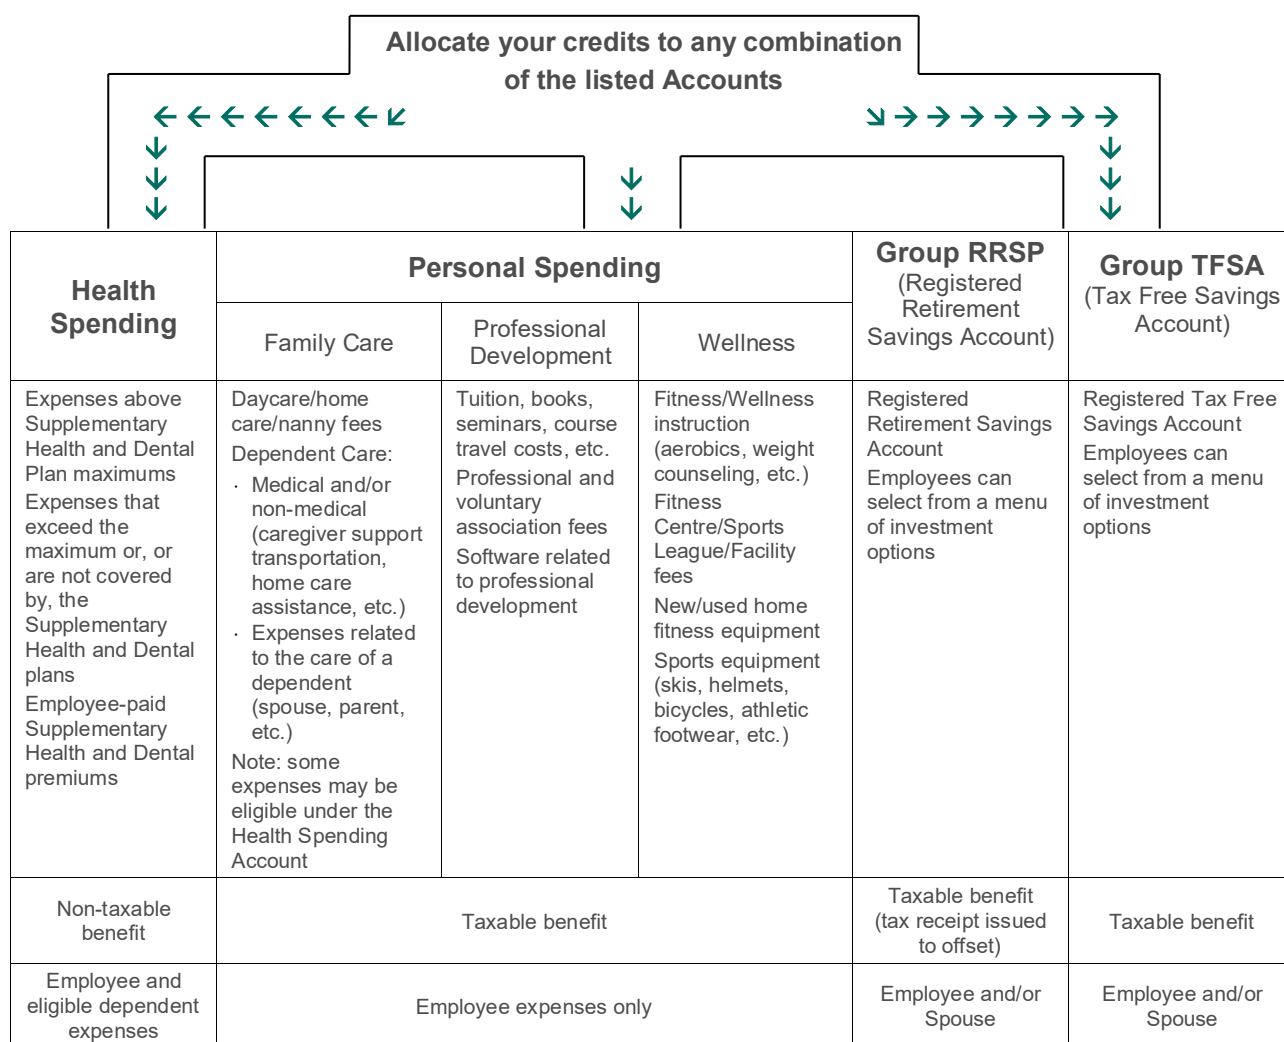 Allocate your credits to any combination
of the listed Accounts
Health
Spending
Personal Spending
Group RRSP
(Registered
Retirement
Savings Account)
Group TFSA
(Tax Free Savings
Account)
Family Care
Professional
Development
Wellness
Expenses above
Supplementary
Health and Dental
Plan maximums
Expenses that
exceed the
maximum or, or
are not covered
by, the
Supplementary
Health and Dental
plans
Employee-paid
Supplementary
Health and Dental
premiums
Daycare/home
care/nanny fees
Dependent Care:
· Medical and/or
non-medical
(caregiver support
transportation,
home care
assistance, etc.)
· Expenses related
to the care of a
dependent
(spouse, parent,
etc.)
Note: some
expenses may be
eligible under the
Health Spending
Account
Tuition, books,
seminars, course
travel costs, etc.
Professional and
voluntary
association fees
Software related
to professional
development
Fitness/Wellness
instruction
(aerobics, weight
counseling, etc.)
Fitness
Centre/Sports
League/Facility
fees
New/used home
fitness equipment
Sports equipment
(skis, helmets,
bicycles, athletic
footwear, etc.)
Registered
Retirement Savings
Account
Employees can
select from a menu
of investment
options
Registered Tax Free
Savings Account
Employees can
select from a menu
of investment
options
Non-taxable
benefit
Taxable benefit
Taxable benefit
(tax receipt issued
to offset)
Taxable benefit
Employee and
eligible dependent
expenses
Employee expenses only
Employee and/or
Spouse
Employee and/or
Spouse